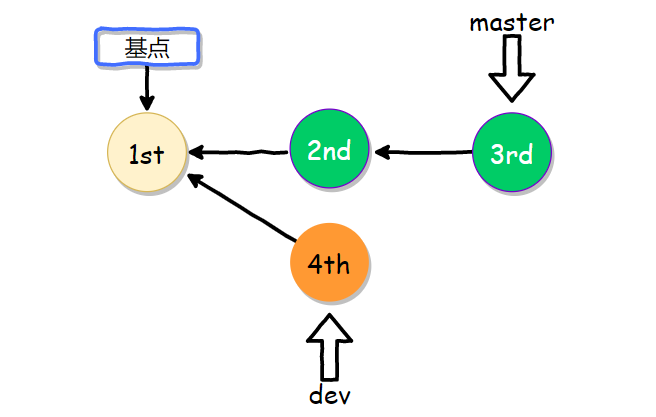 master
基点
1st
2nd
3rd
4th
dev